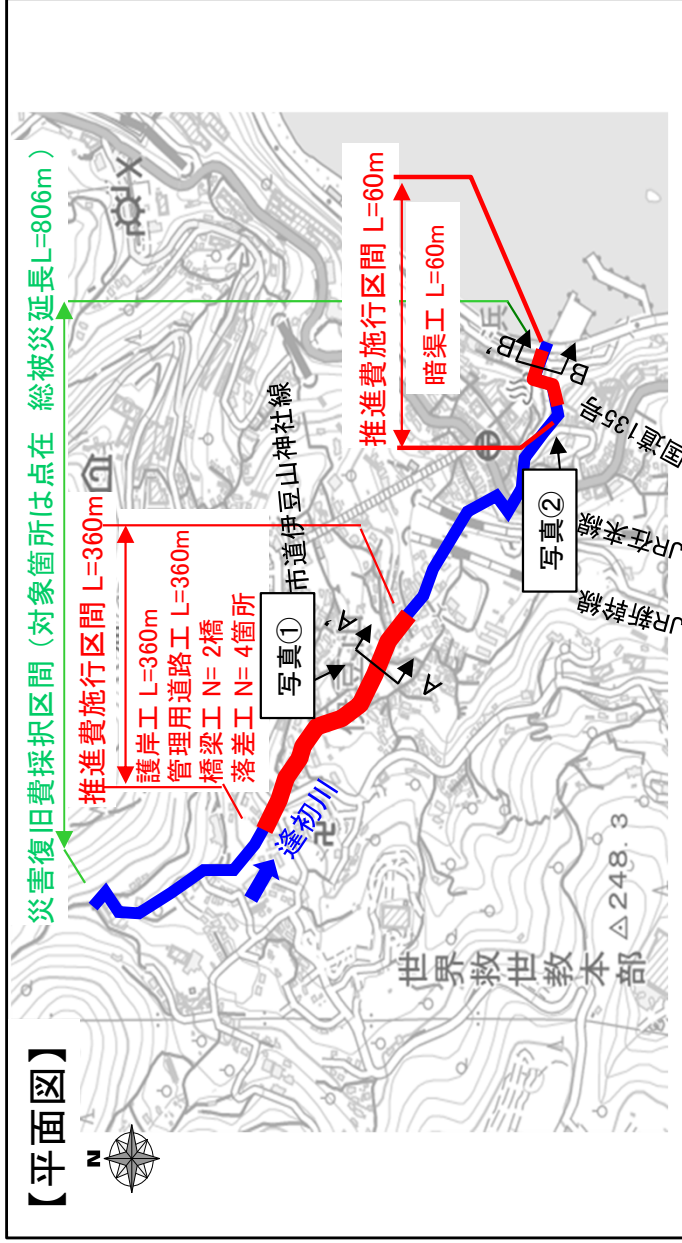 【平面図】
N
災害復旧費採択区間（対象箇所は点在　総被災延長L=806m）
推進費施行区間 L=360m
護岸工 L=360m
管理用道路工 L=360m
橋梁工 N= 2橋
落差工 N= 4箇所
市道伊豆山神社線
写真①
A'
A
逢初川
推進費施行区間 L=60m
暗渠工 L=60m
浜
B'
B
国道135号
写真②
JR在来線
JR新幹線
世界救世教本部
△248.3